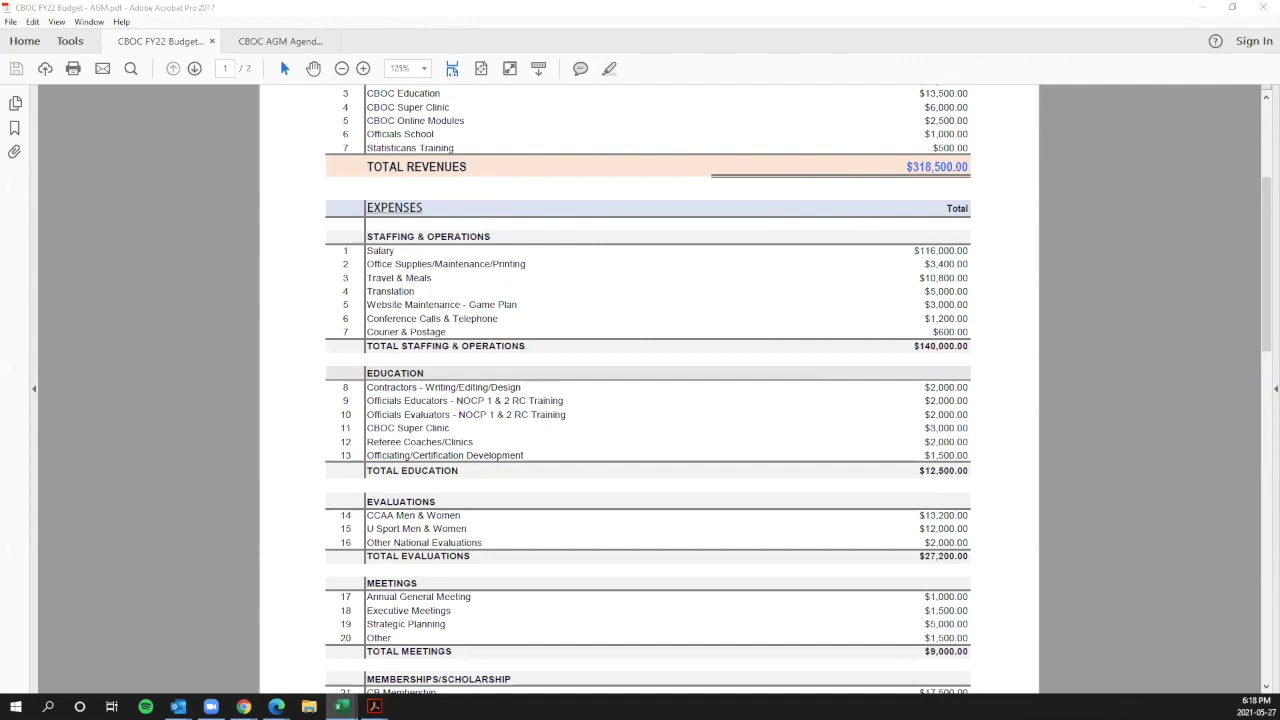 CBOC FY22 Budget - AGM.pdf - Adobe Acrobat Pro 2017
File Edit View Window Help
Home Tools CBOC FY22 Budget... × CBOC AGM Agend... Sign In
1 / 2 125%
3 CBOC Education $13,500.00
4 CBOC Super Clinic $6,000.00
5 CBOC Online Modules $2,500.00
6 Officials School $1,000.00
7 Statisticans Training $500.00
TOTAL REVENUES $318,500.00
EXPENSES Total
STAFFING & OPERATIONS
1 Salary $116,000.00
2 Office Supplies/Maintenance/Printing $3,400.00
3 Travel & Meals $10,800.00
4 Translation $5,000.00
5 Website Maintenance - Game Plan $3,000.00
6 Conference Calls & Telephone $1,200.00
7 Courier & Postage $600.00
TOTAL STAFFING & OPERATIONS $140,000.00
EDUCATION
8 Contractors - Writing/Editing/Design $2,000.00
9 Officials Educators - NOCP 1 & 2 RC Training $2,000.00
10 Officials Evaluators - NOCP 1 & 2 RC Training $2,000.00
11 CBOC Super Clinic $3,000.00
12 Referee Coaches/Clinics $2,000.00
13 Officiating/Certification Development $1,500.00
TOTAL EDUCATION $12,500.00
EVALUATIONS
14 CCAA Men & Women $13,200.00
15 U Sport Men & Women $12,000.00
16 Other National Evaluations $2,000.00
TOTAL EVALUATIONS $27,200.00
MEETINGS
17 Annual General Meeting $1,000.00
18 Executive Meetings $1,500.00
19 Strategic Planning $5,000.00
20 Other $1,500.00
TOTAL MEETINGS $9,000.00
MEMBERSHIPS/SCHOLARSHIP
21 CB Membership $17,500.00
6:18 PM
2021-05-27